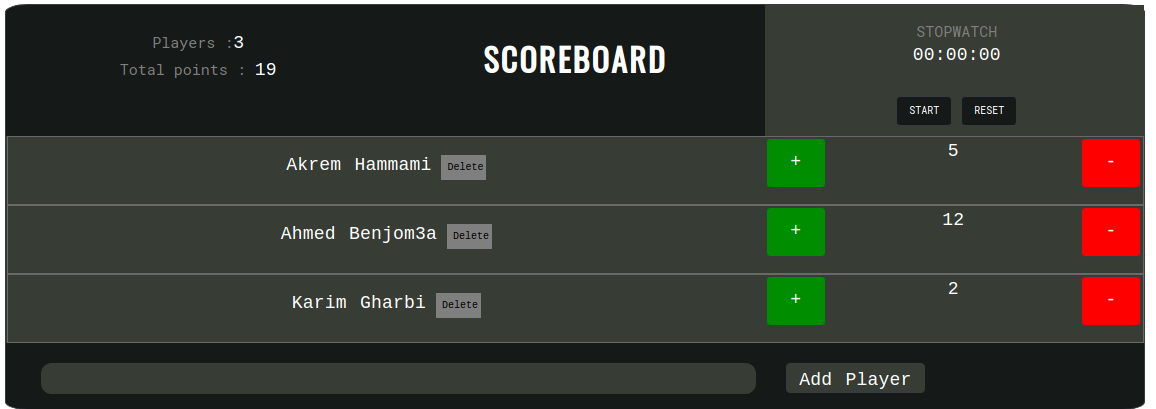 Players :3
Total points : 19
SCOREBOARD
STOPWATCH
00:00:00
START RESET
Akrem Hammami Delete + 5 -
Ahmed Benjom3a Delete + 12 -
Karim Gharbi Delete + 2 -
Add Player